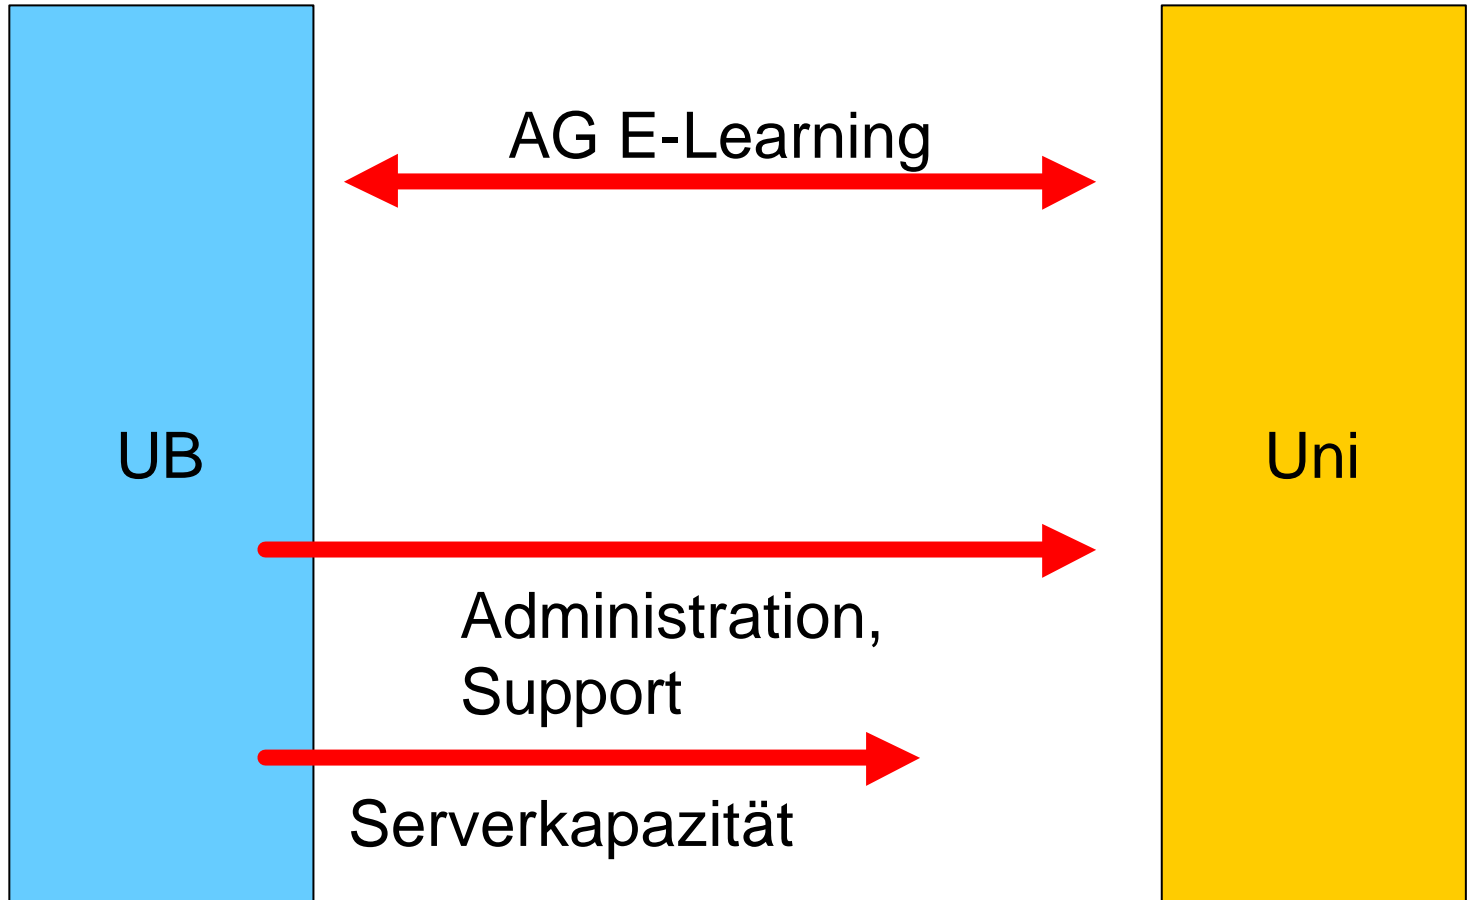 AG E-Learning
UB
Uni
Administration,
Support
Serverkapazität